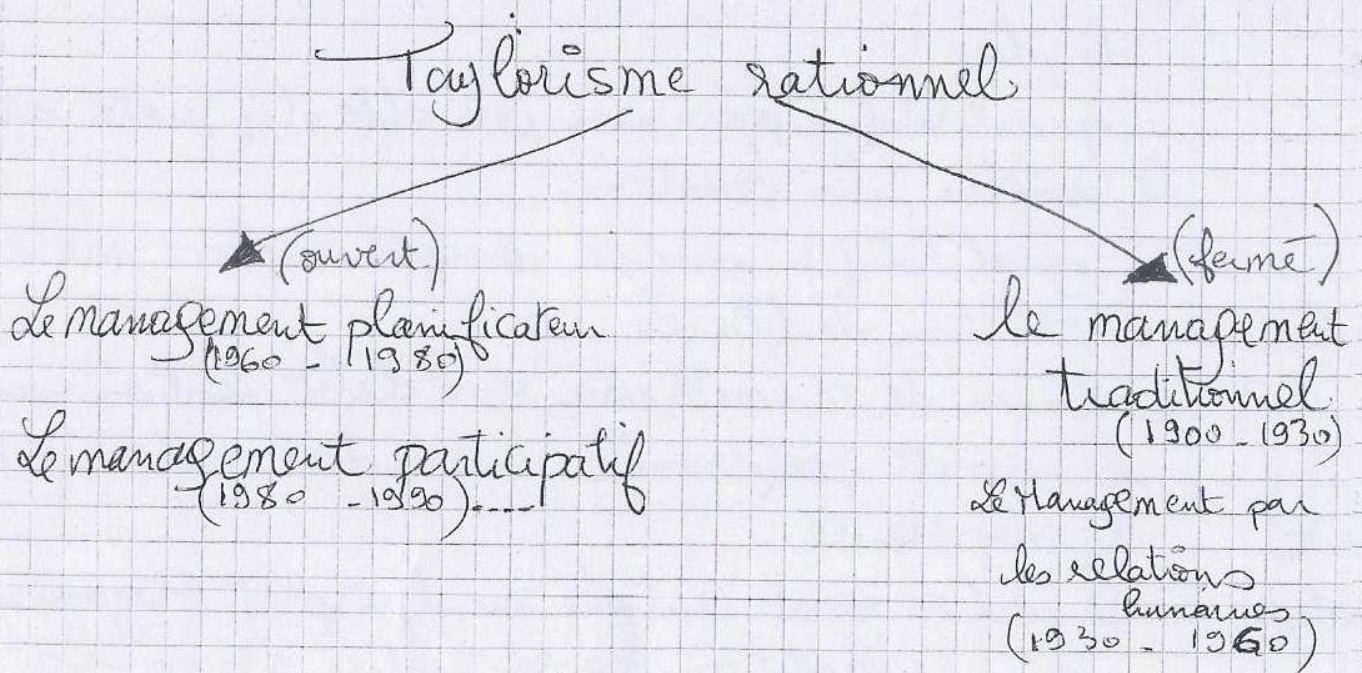 Taylorisme rationnel
(ouvert)
Le management planificateur
(1960 - 1980)
Le management participatif
(1980 - 1990)....
(fermé)
le management
traditionnel
(1900 - 1930)
Le Management par
les relations
humaines
(1930 - 1960)